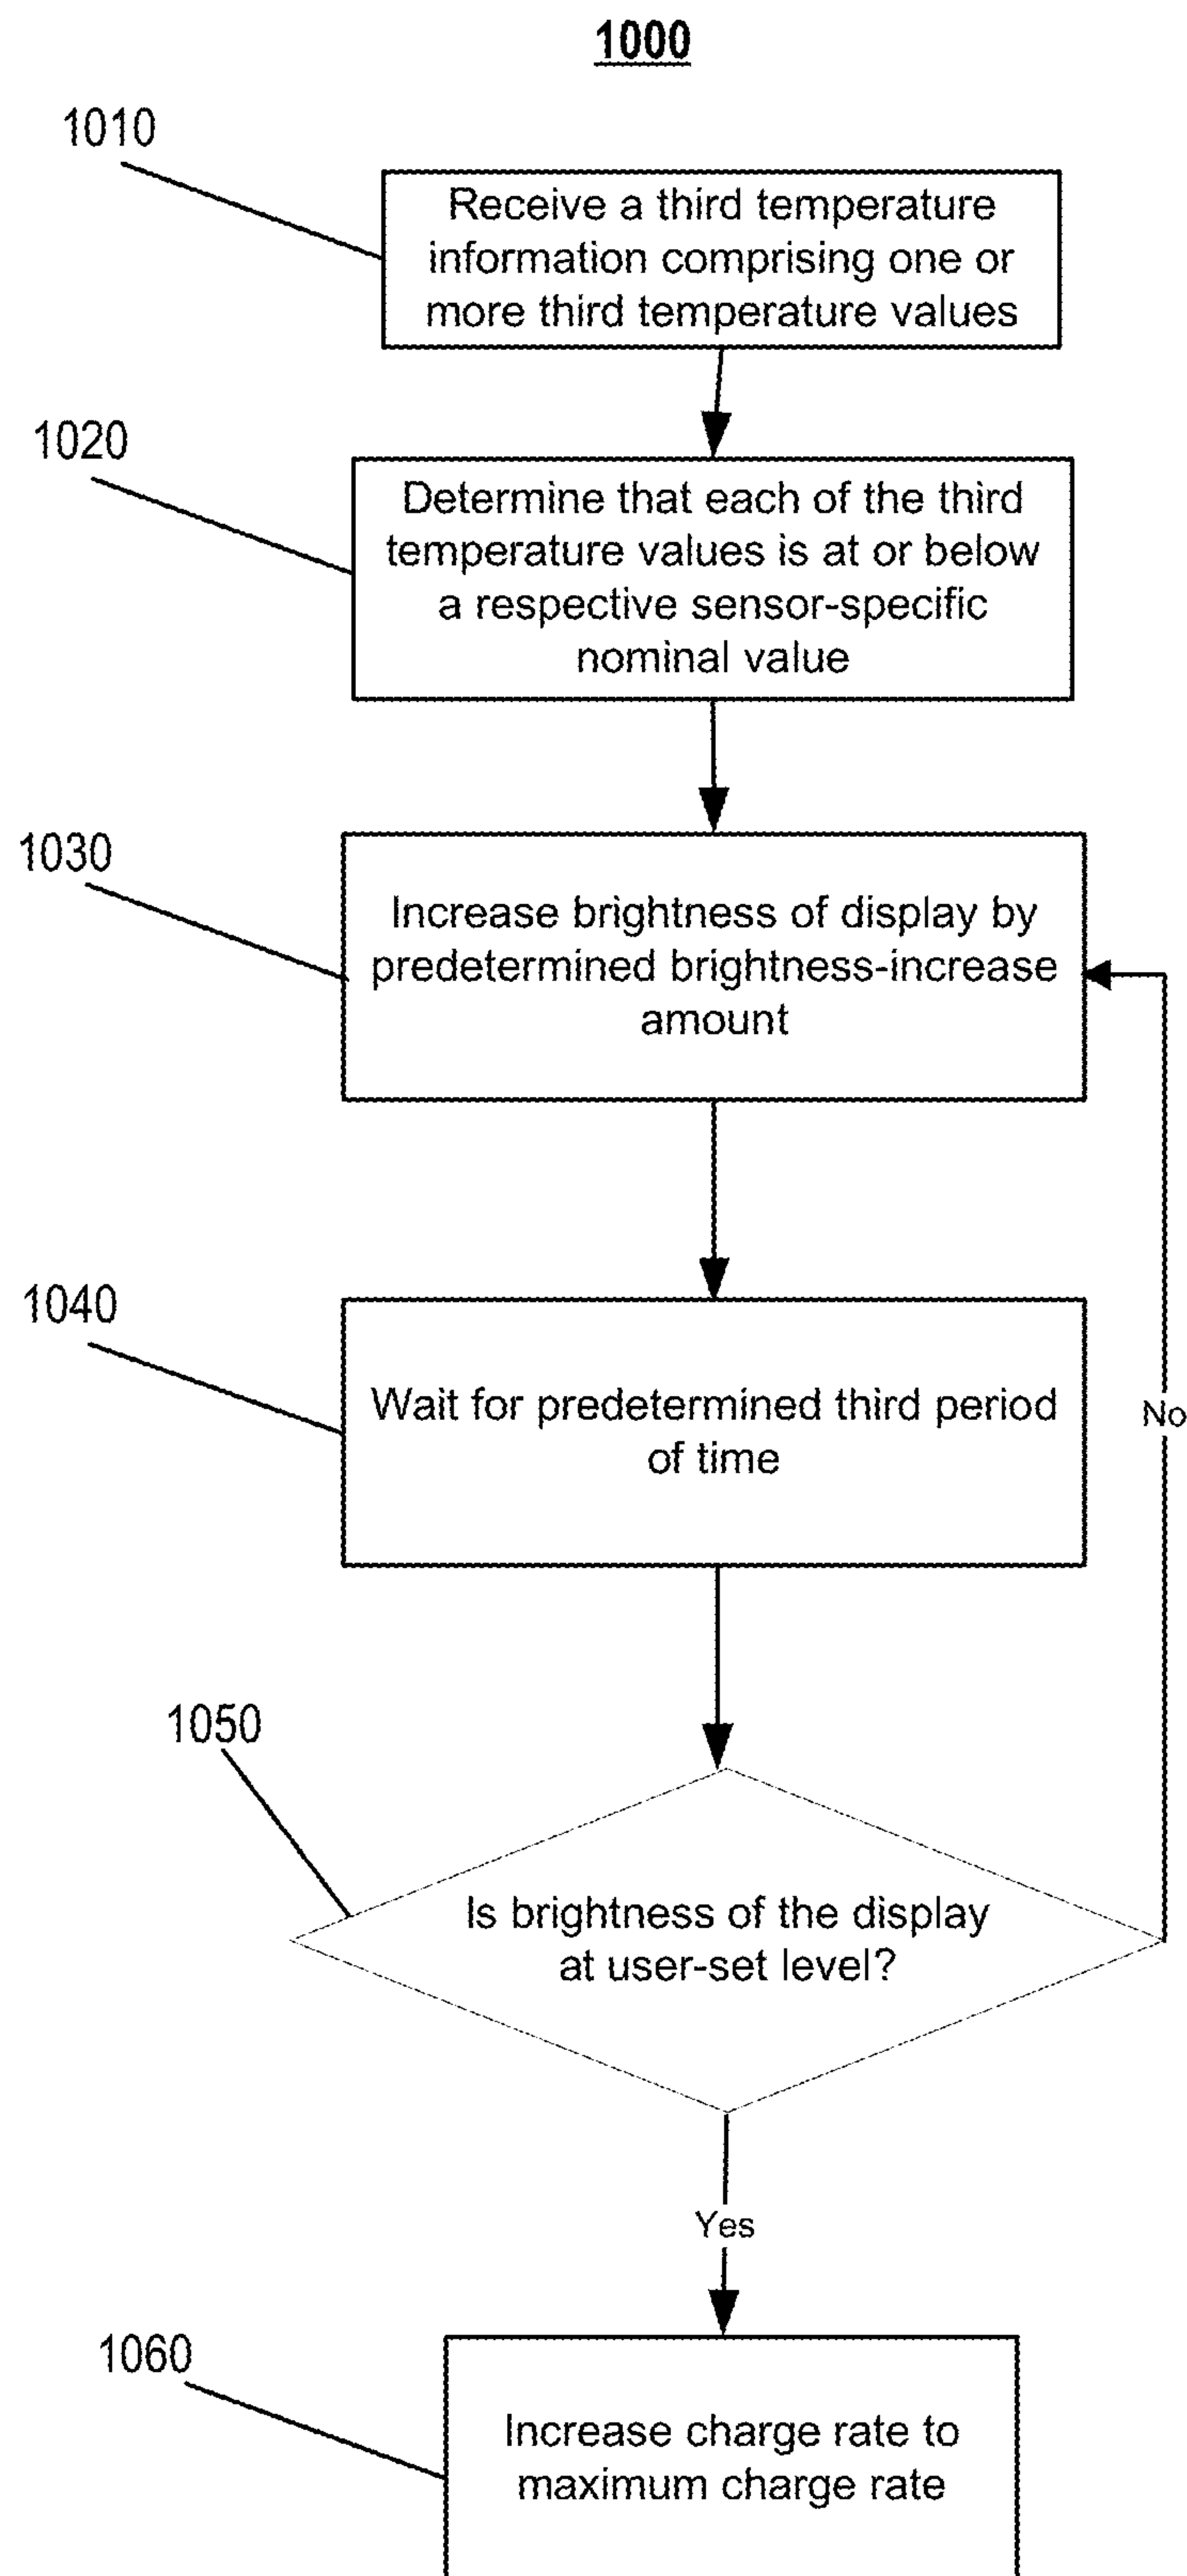 1000
1010
Receive a third temperature
information comprising one or
more third temperature values
1020
Determine that each of the third
temperature values is at or below
a respective sensor-specific
nominal value
1030
Increase brightness of display by
predetermined brightness-increase
amount
1040
Wait for predetermined third period
of time
No
1050
Is brightness of the display
at user-set level?
Yes
1060
Increase charge rate to
maximum charge rate